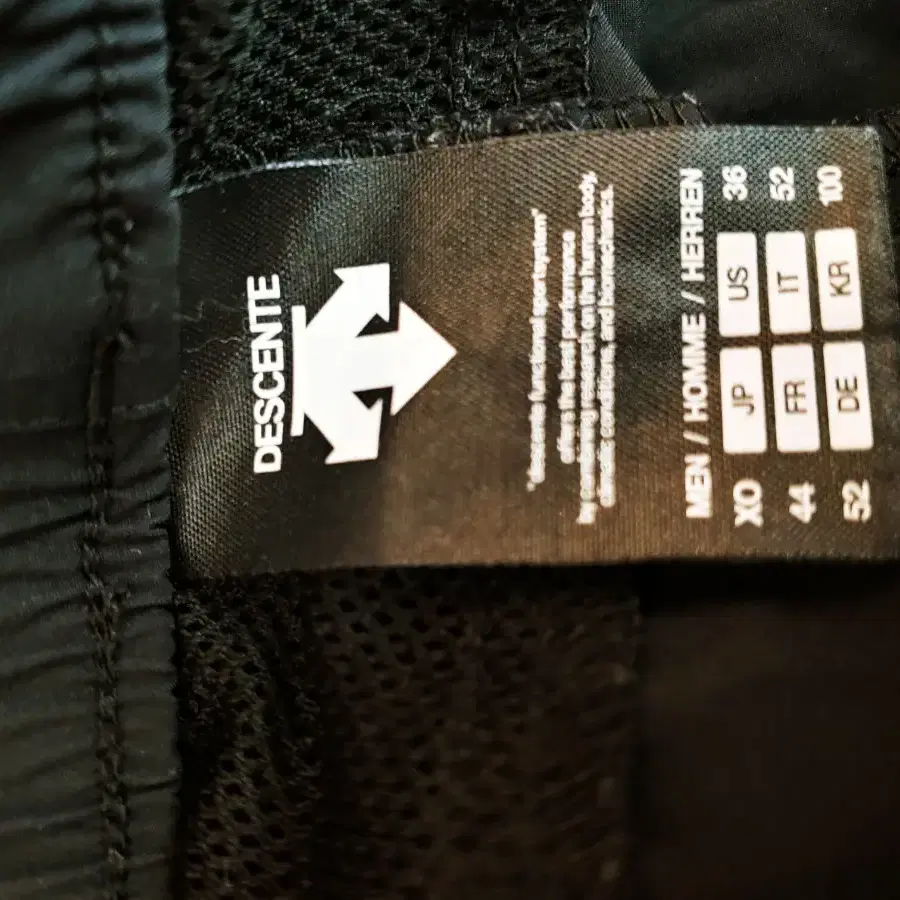 DESCENTE
"descente functional sportsystem"
offers the best performance
by consulting research on the human body,
climatic conditions, and biomechanics.
MEN / HOMME / HERREN
XO JP US 36
44 FR IT 52
52 DE KR 100